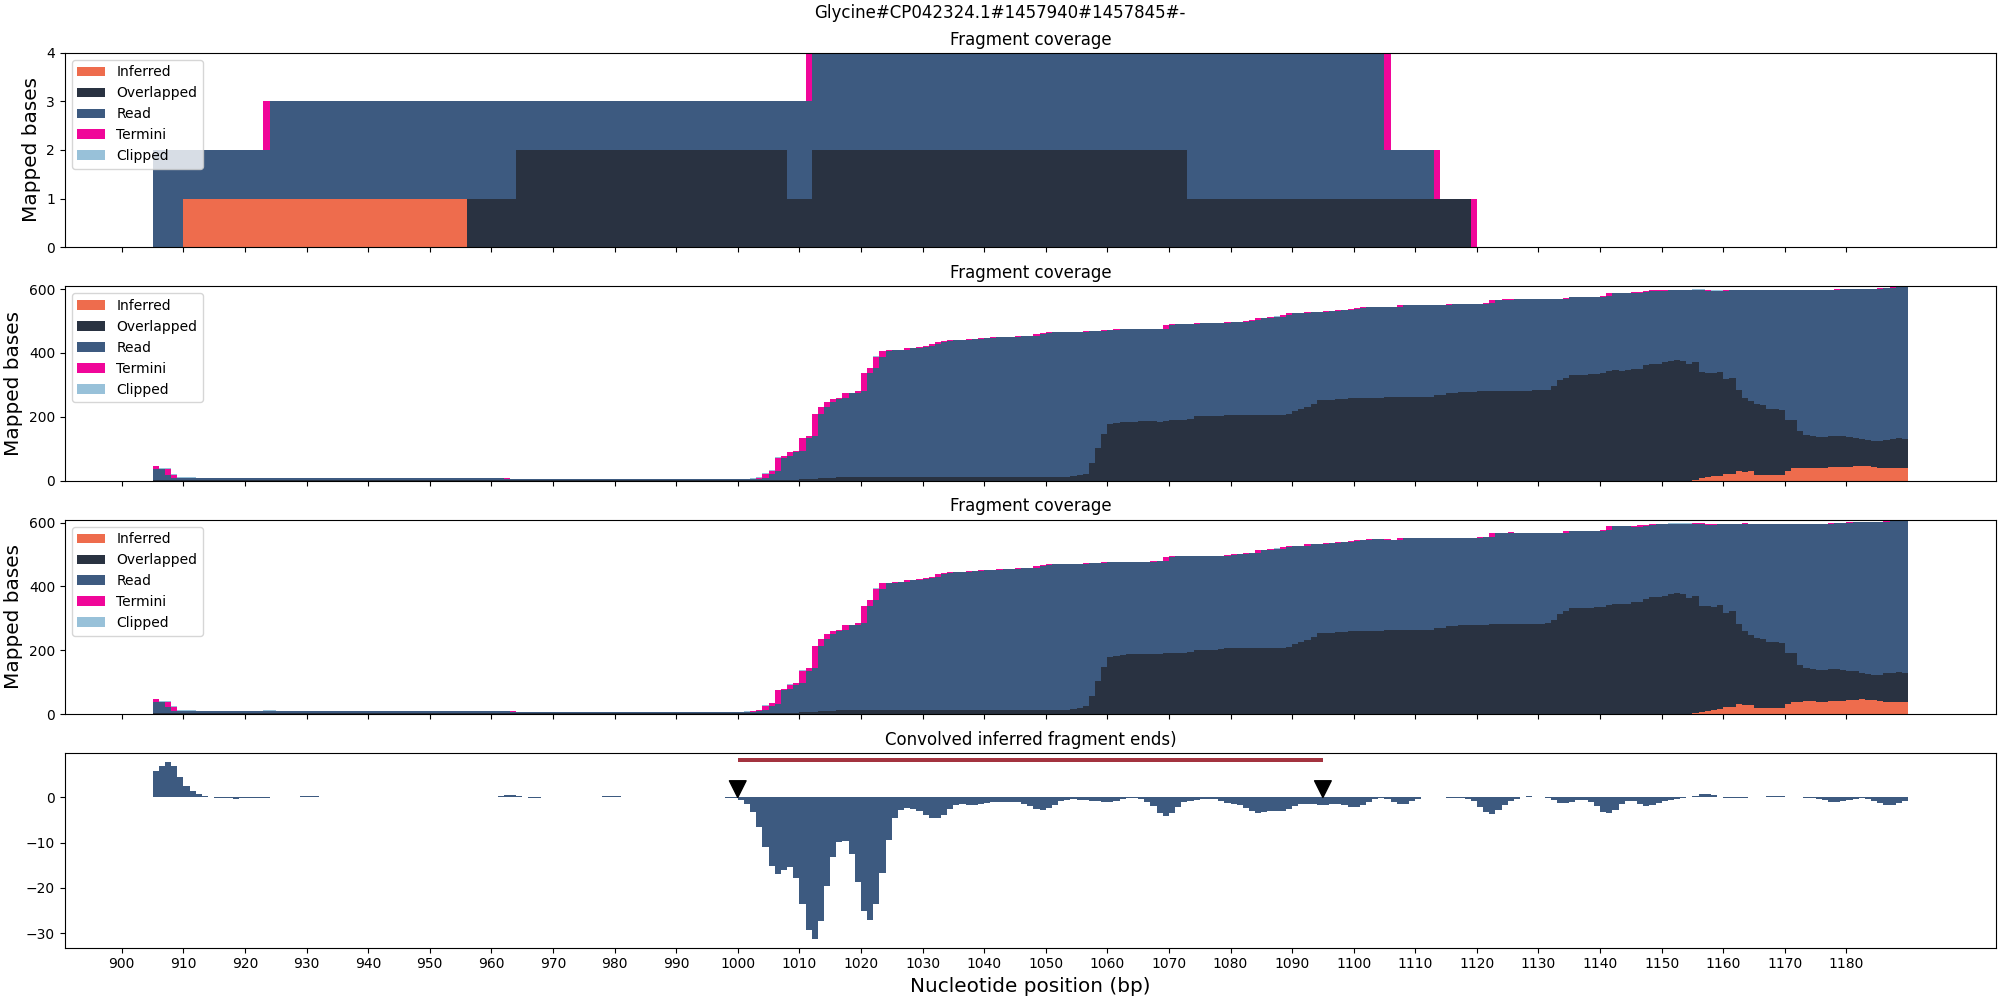 Glycine#CP042324.1#1457940#1457845#-
Fragment coverage
Mapped bases
4
3
2
1
0
Inferred
Overlapped
Read
Termini
Clipped
Fragment coverage
Mapped bases
600
400
200
0
Inferred
Overlapped
Read
Termini
Clipped
Fragment coverage
Mapped bases
600
400
200
0
Inferred
Overlapped
Read
Termini
Clipped
Convolved inferred fragment ends)
0
−10
−20
−30
900 910 920 930 940 950 960 970 980 990 1000 1010 1020 1030 1040 1050 1060 1070 1080 1090 1100 1110 1120 1130 1140 1150 1160 1170 1180
Nucleotide position (bp)